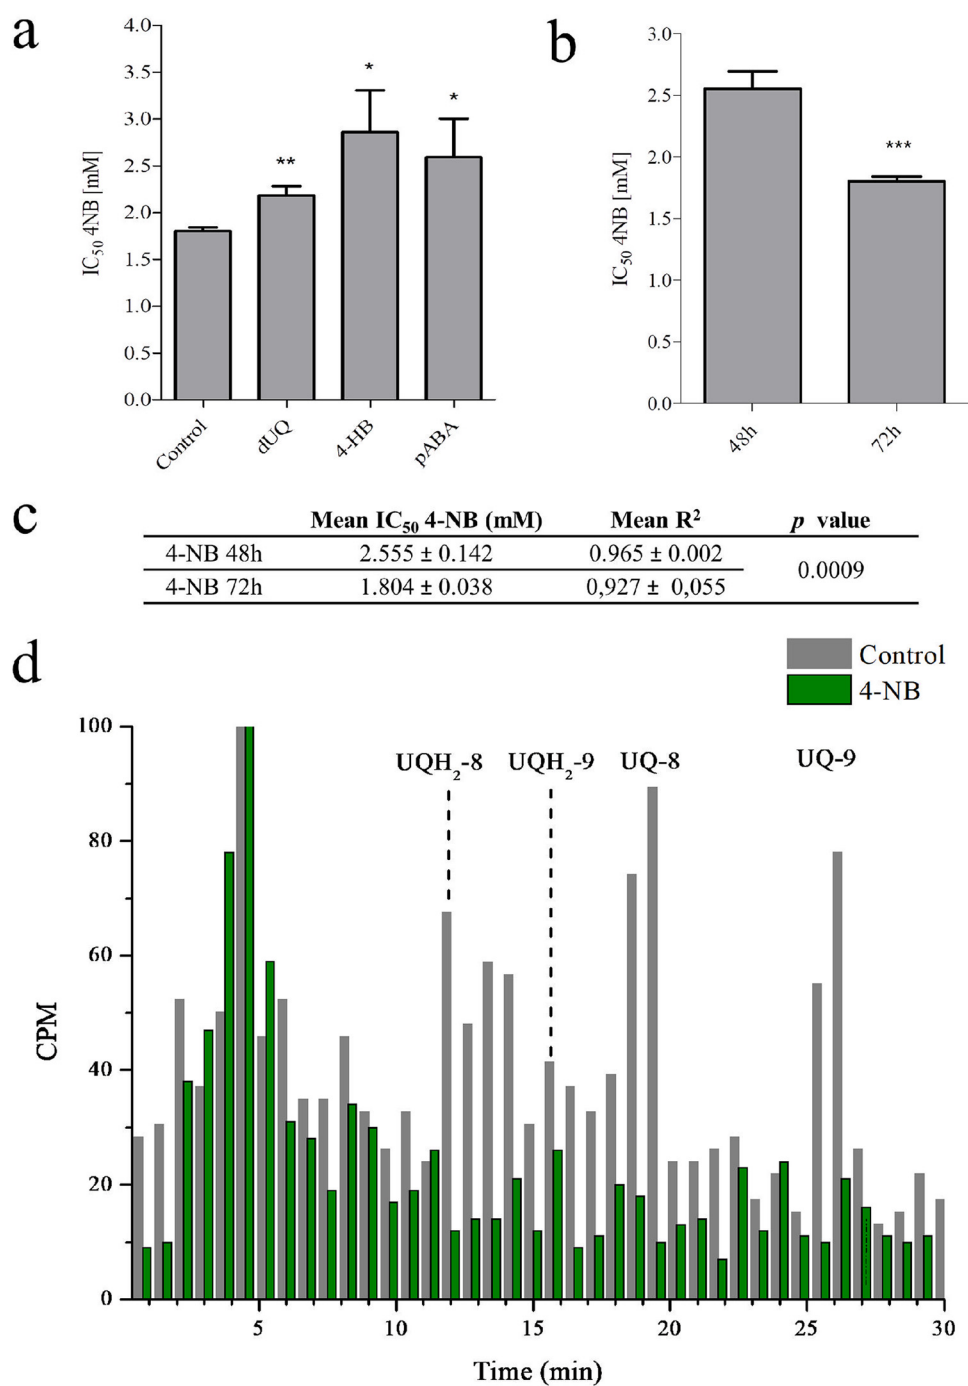 a
4.0
3.5
3.0
2.5
2.0
1.5
1.0
0.5
0.0
IC50 4NB [mM]
**
*
*
Control
dUQ
4-HB
pABA
b
3.0
2.5
2.0
1.5
1.0
0.5
0.0
IC50 4NB [mM]
***
48h
72h
c
Mean IC50 4-NB (mM) Mean R2 p value
4-NB 48h 2.555 ± 0.142 0.965 ± 0.002 0.0009
4-NB 72h 1.804 ± 0.038 0,927 ± 0,055
d
Control
4-NB
100
80
60
40
20
0
CPM
UQH2-8 UQH2-9 UQ-8 UQ-9
5 10 15 20 25 30
Time (min)